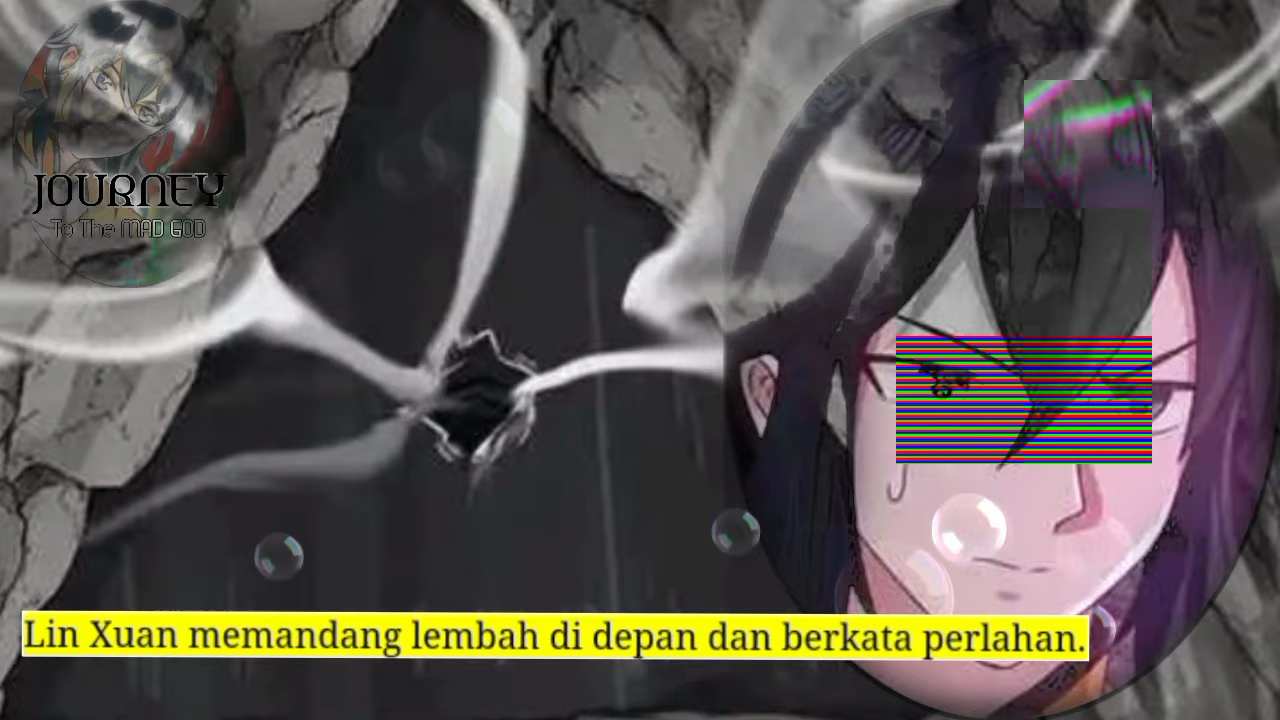 JOURNEY
To The MAD GOD
Lin Xuan memandang lembah di depan dan berkata perlahan.